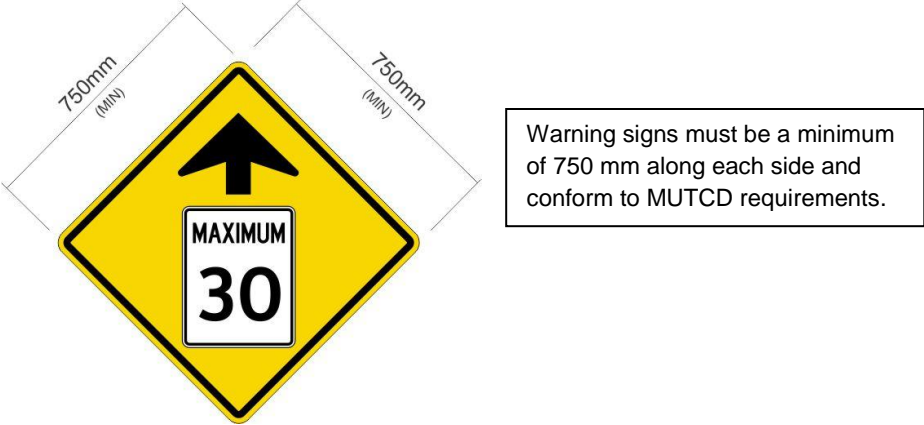 750mm
(MIN)
750mm
(MIN)
MAXIMUM
30
Warning signs must be a minimum
of 750 mm along each side and
conform to MUTCD requirements.